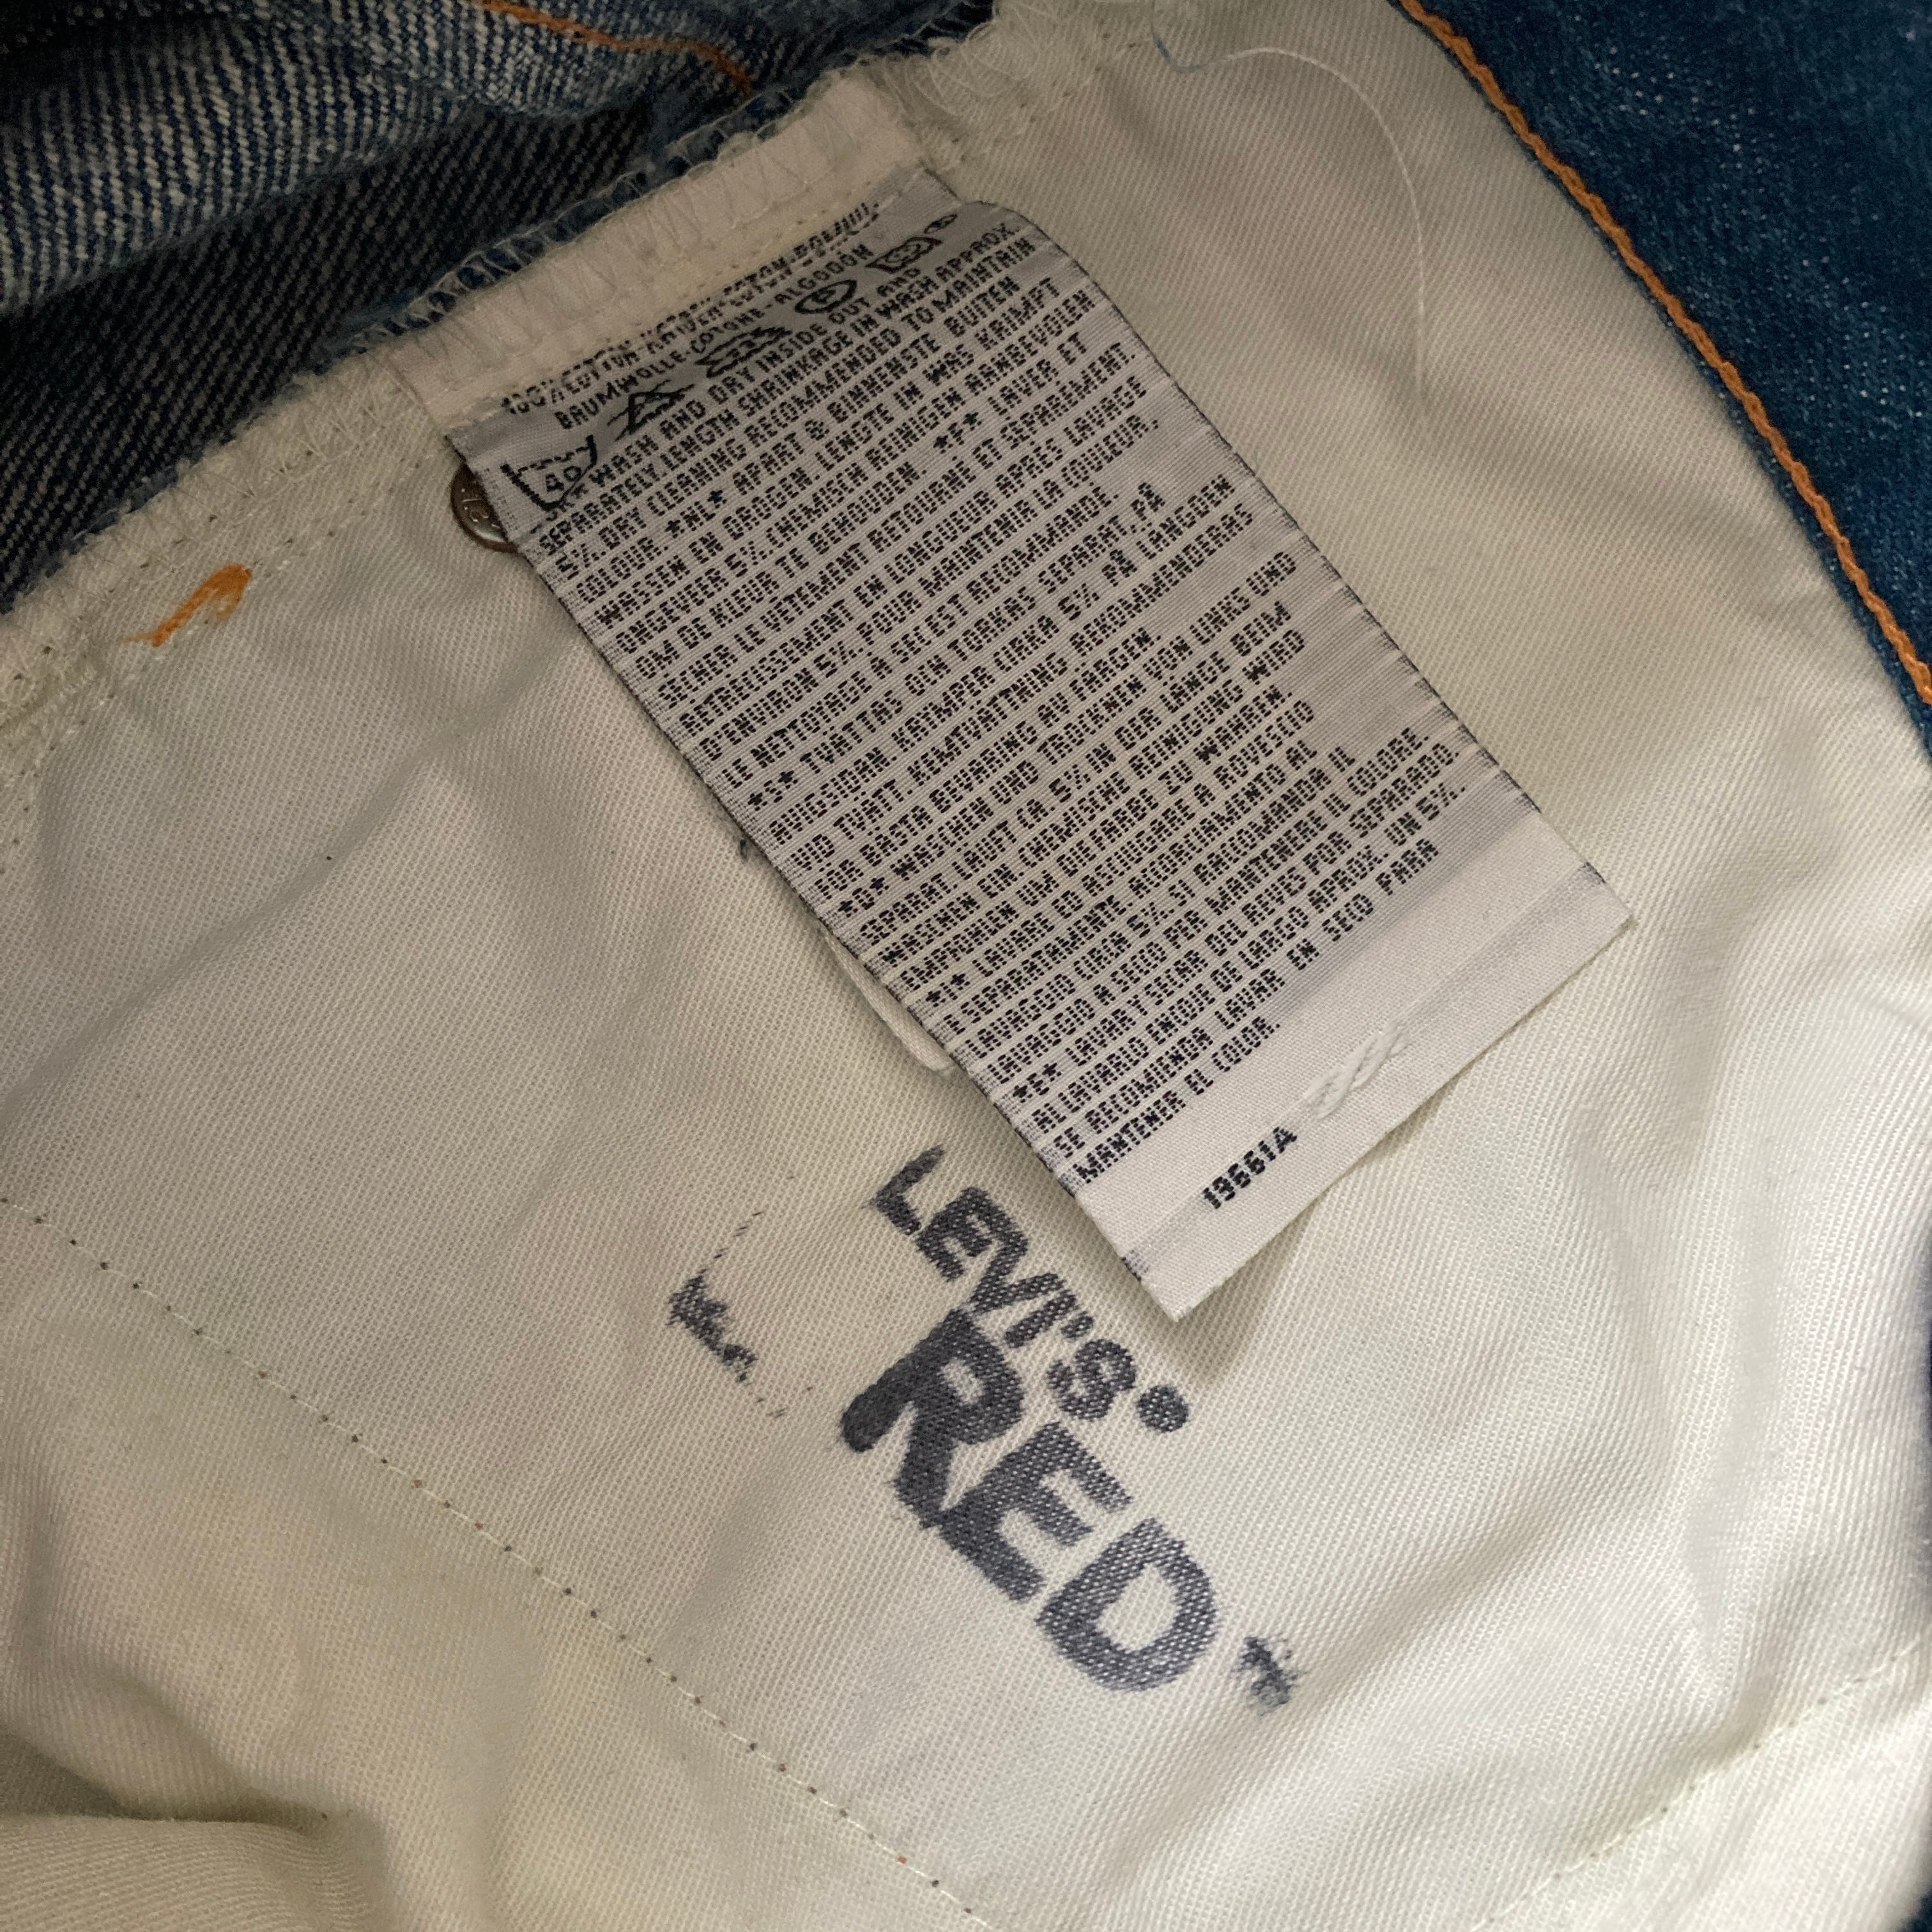 100% COTTON-KATOEN-COTON-BOMULL
BAUMWOLLE-COTONE-ALGODON
40
*WASH AND DRY INSIDE OUT AND
SEPARATELY. LENGTH SHRINKAGE IN WASH APPROX.
5%. DRY CLEANING RECOMMENDED TO MAINTAIN
COLOUR. *NL* APART & BINNENSTE BUITEN
WASSEN EN DROGEN. LENGTE IN WAS KRIMPT
ONGEVEER 5%. CHEMISCH REINIGEN AANBEVOLEN
OM DE KLEUR TE BEHOUDEN. *F* LAVER ET
SECHER LE VETEMENT RETOURNE ET SEPARÉMENT.
RETRECISSEMENT EN LONGUEUR APRES LAVAGE
D'ENVIRON 5%. POUR MAINTENIR LA COULEUR,
LE NETTOYAGE A SEC EST RECOMMANDE.
*S* TVÄTTAS OCH TORKAS SEPARAT, PÅ
AVIGSIDAN. KRYMPER CIRKA 5% PÅ LÄNGDEN
VID TVÄTT. KEMTVÄTTNING REKOMMENDERAS
FÖR BÄSTA BEVARING AV FÄRGEN.
*D* WASCHEN UND TROCKNEN VON LINKS UND
SEPARAT. LÄUFT CA. 5% IN DER LÄNGE BEIM
WASCHEN EIN. CHEMISCHE REINIGUNG WIRD
EMPFOHLEN UM DIE FARBE ZU WAHREN.
*I* LAVARE ED ASCIUGARE A ROVESCIO
E SEPARATAMENTE. ACCORCIAMENTO AL
LAVAGGIO CIRCA 5%. SI RACCOMANDA IL
LAVAGGIO A SECO PER MANTENERE IL COLORE.
*E* LAVAR Y SECAR DEL REVES POR SEPARADO.
AL LAVARLO ENCOGE DE LARGO APROX. UN 5%.
SE RECOMIENDA LAVAR EN SECO PARA
MANTENER EL COLOR.
19661A
LEVI'S
RED